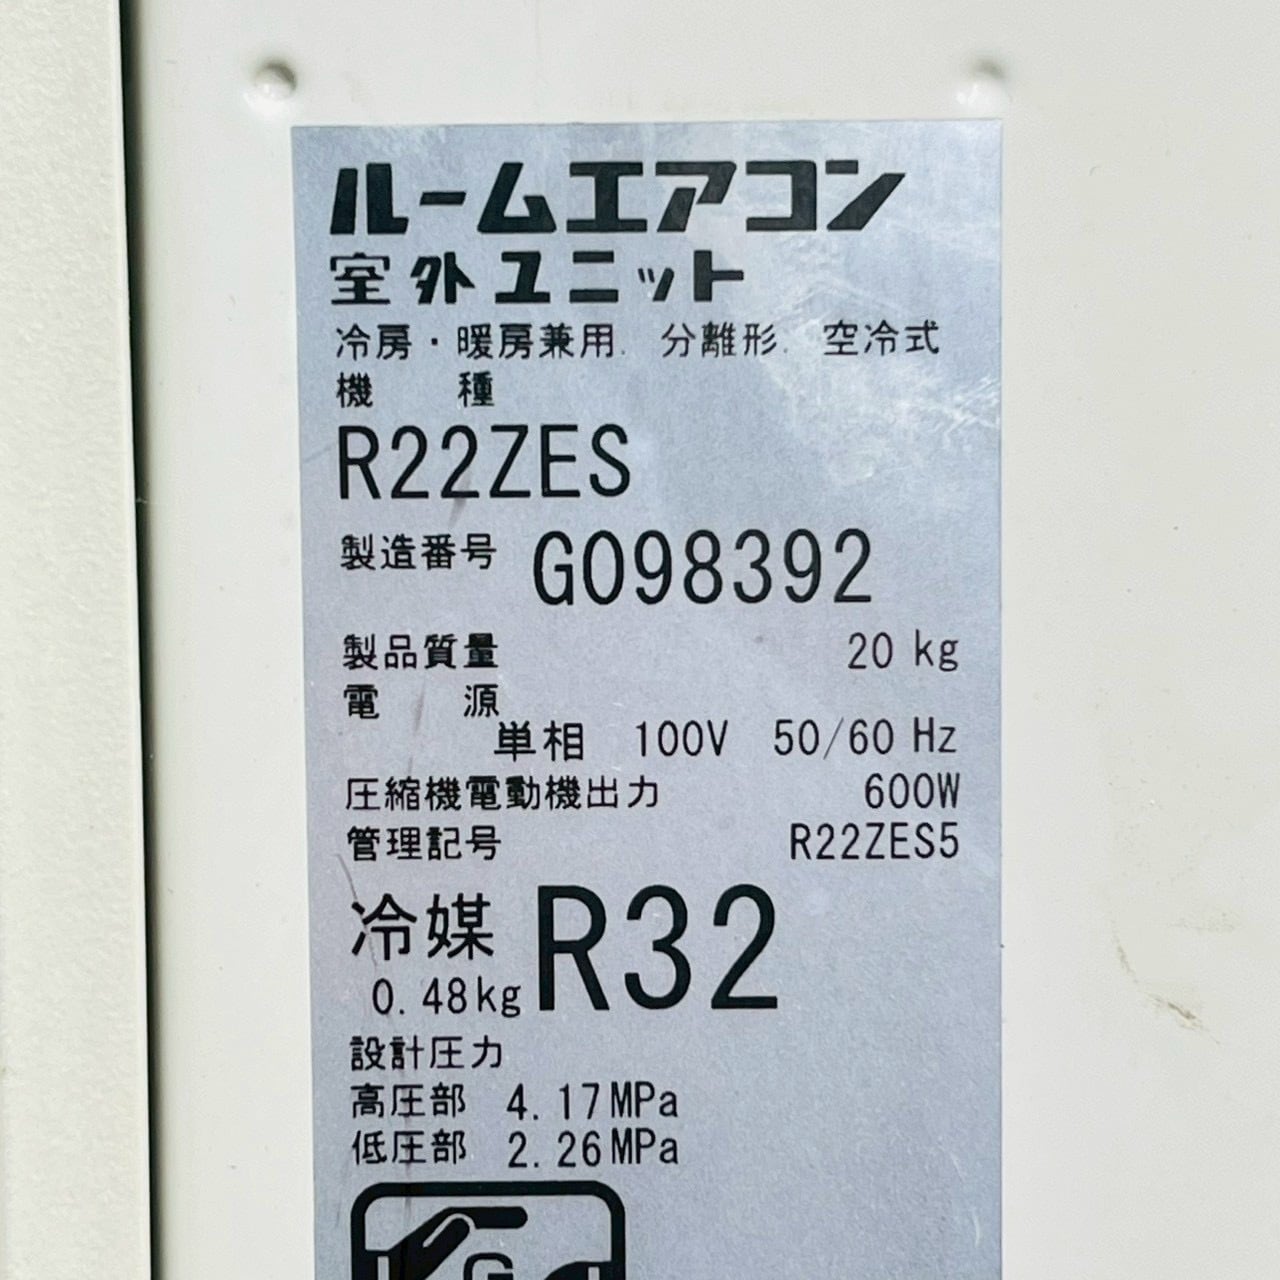 ルームエアコン
室外ユニット
冷房・暖房兼用. 分離形. 空冷式
機 種
R22ZES
製造番号 G098392
製品質量 20 kg
電 源
単相 100V 50/60 Hz
圧縮機電動機出力 600W
管理記号 R22ZES5
冷媒 R32
0.48kg
設計圧力
高圧部 4.17MPa
低圧部 2.26MPa
G